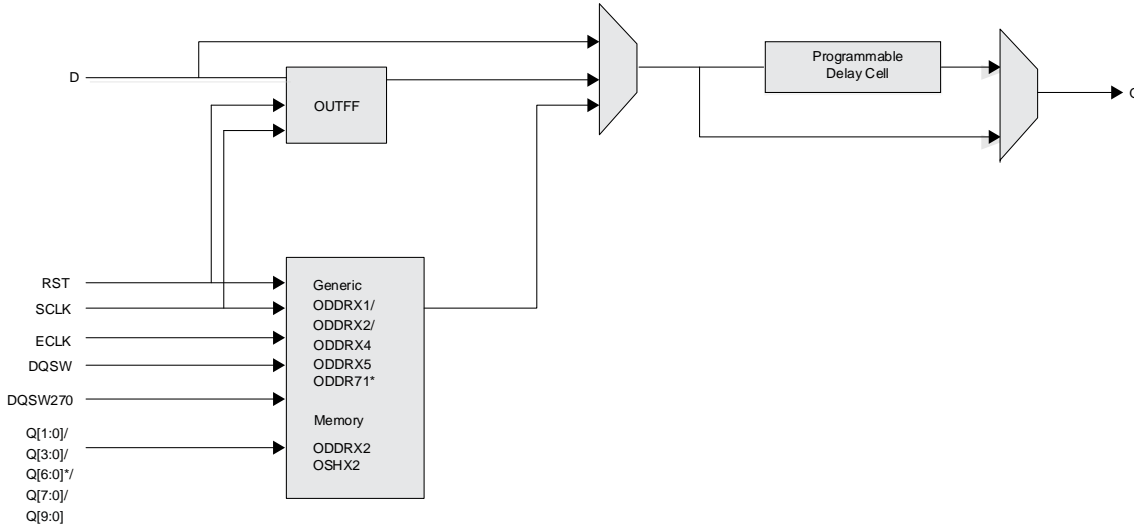 D
OUTFF
Programmable
Delay Cell
RST
SCLK
ECLK
DQSW
DQSW270
Q[1:0]/
Q[3:0]/
Q[6:0]*/
Q[7:0]/
Q[9:0]
Generic
ODDRX1/
ODDRX2/
ODDRX4
ODDRX5
ODDR71*
Memory
ODDRX2
OSHX2